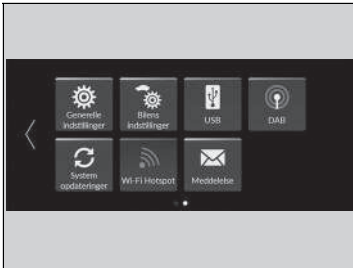 Generelle
indstillinger
Bilens
indstillinger
USB
DAB
System
opdateringer
Wi-Fi Hotspot
Meddelelse